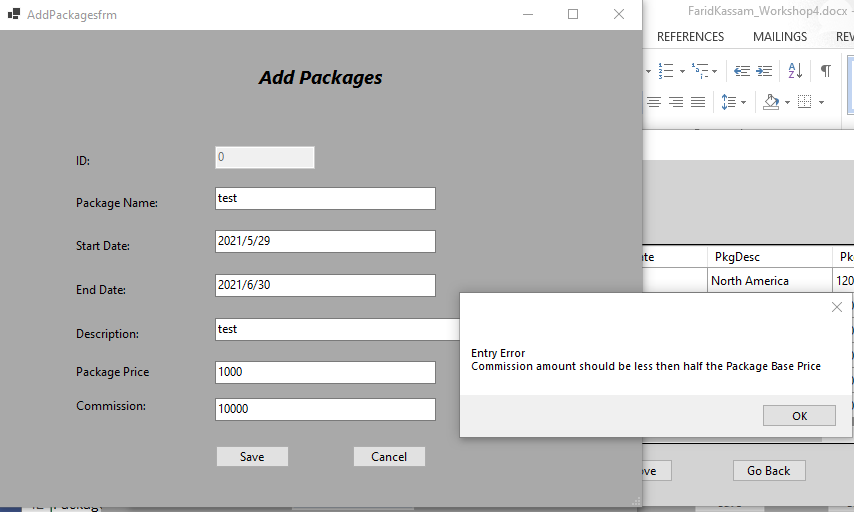 AddPackagesfrm
FaridKassam_Workshop4.docx -
REFERENCES MAILINGS REV
Add Packages
ID: 0
Package Name: test
Start Date: 2021/5/29
End Date: 2021/6/30
Description: test
Package Price 1000
Commission: 10000
Save Cancel
te PkgDesc Pk
North America 120
Entry Error
Commission amount should be less then half the Package Base Price
OK
ve Go Back